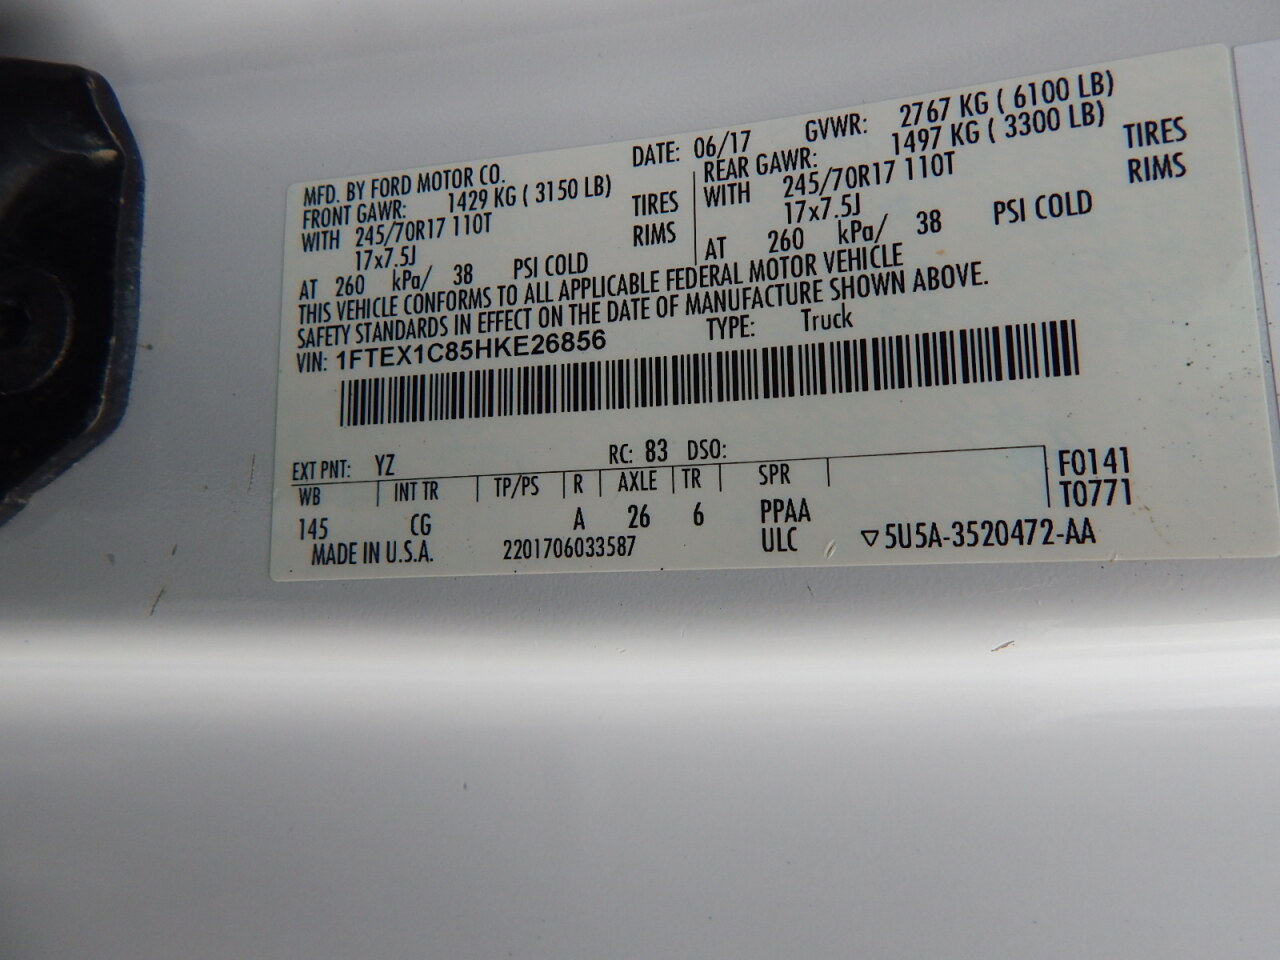 MFD. BY FORD MOTOR CO. DATE: 06/17 GVWR: 2767 KG ( 6100 LB)
FRONT GAWR: 1429 KG ( 3150 LB) REAR GAWR: 1497 KG ( 3300 LB)
WITH 245/70R17 110T TIRES WITH 245/70R17 110T TIRES
17x7.5J RIMS 17x7.5J RIMS
AT 260 kPa/ 38 PSI COLD AT 260 kPa/ 38 PSI COLD
THIS VEHICLE CONFORMS TO ALL APPLICABLE FEDERAL MOTOR VEHICLE
SAFETY STANDARDS IN EFFECT ON THE DATE OF MANUFACTURE SHOWN ABOVE.
VIN: 1FTEX1C85HKE26856 TYPE: Truck
EXT PNT: YZ RC: 83 DSO:
WB INT TR TP/PS R AXLE TR SPR F0141
145 CG A 26 6 PPAA T0771
MADE IN U.S.A. 2201706033587 ULC ▽5U5A-3520472-AA